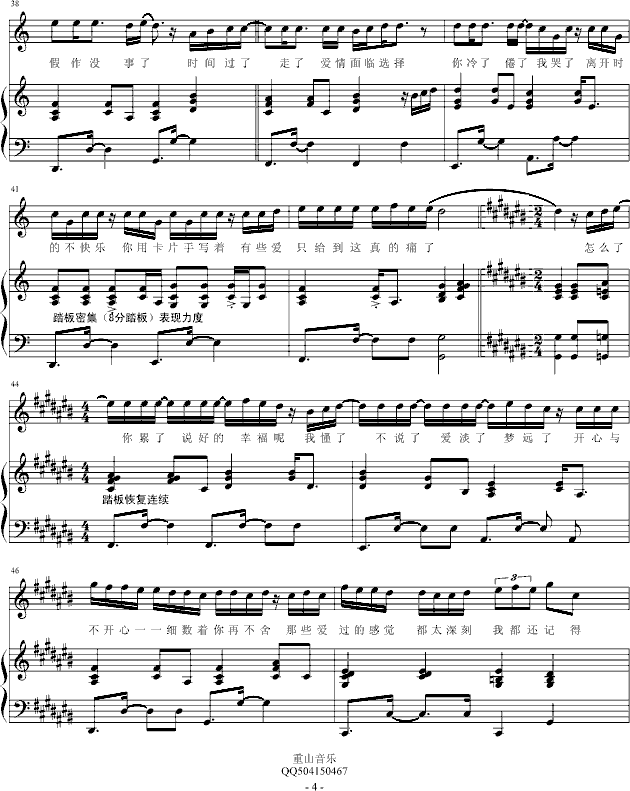 38
假作没 事了 时间过了 走了 爱情面临选择 你冷了 倦了我哭了 离开时
41
的不快乐 你用卡片手写着 有些爱 只给到这真的痛了 怎么了
踏板密集（8分踏板）表现力度
2
4
2
4
44
你累了 说好的 幸福呢 我懂了 不说了 爱淡了 梦远了 开心与
踏板恢复连续
46
3
不开心一一细数着你再不舍 那些爱 过的感觉 都太深刻 我都还记 得
重山音乐
QQ504150467
- 4 -